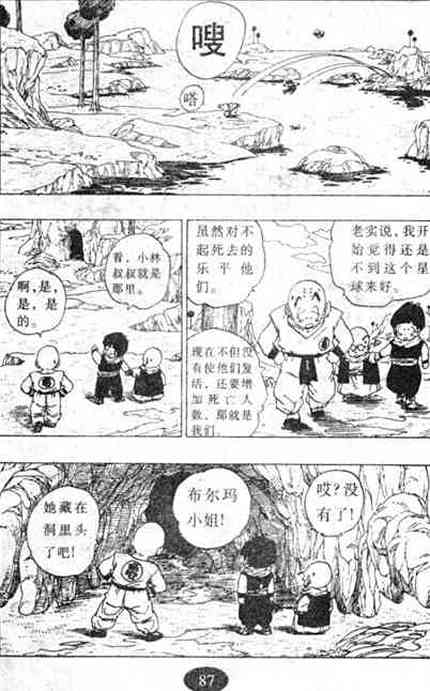 嗖
嗒
老实说，我开
始觉得还是
不到这个星
球来好。
虽然对不
起死去的
乐平他
们。
现在不但没
有使他们复
活，还要增
加死亡人
数、那就是
我们
看，小林
叔叔就是
那里。
啊，是，
是，是
的。
哎？没
有了！
布尔玛
小姐！
她藏在
洞里头
了吧！
87